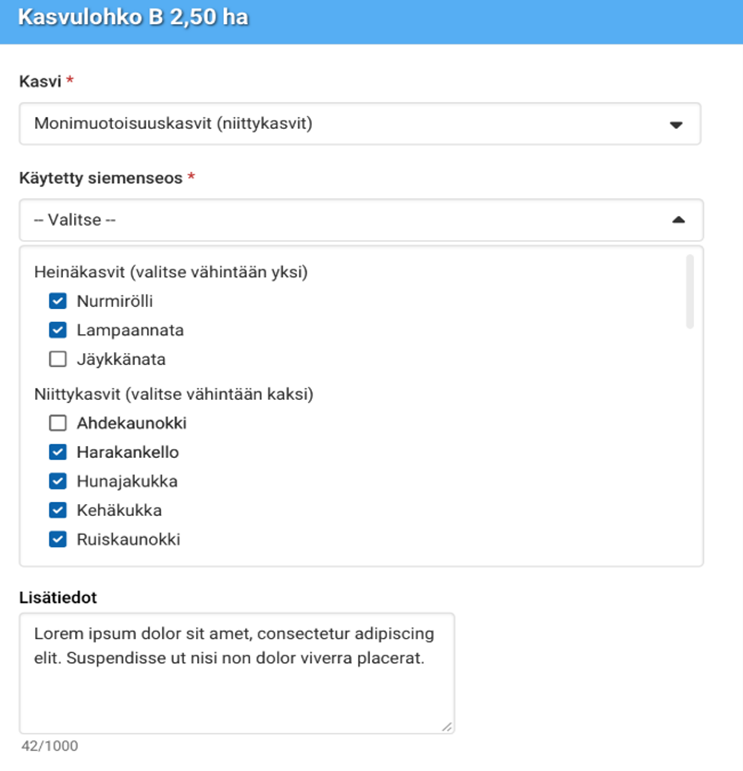 Kasvulohko B 2,50 ha
Kasvi *
Monimuotoisuuskasvit (niittykasvit)
Käytetty siemenseos *
-- Valitse --
Heinäkasvit (valitse vähintään yksi)
Nurmirölli
Lampaannata
Jäykkänata
Niittykasvit (valitse vähintään kaksi)
Ahdekaunokki
Harakankello
Hunajakukka
Kehäkukka
Ruiskaunokki
Lisätiedot
Lorem ipsum dolor sit amet, consectetur adipiscing
elit. Suspendisse ut nisi non dolor viverra placerat.
42/1000